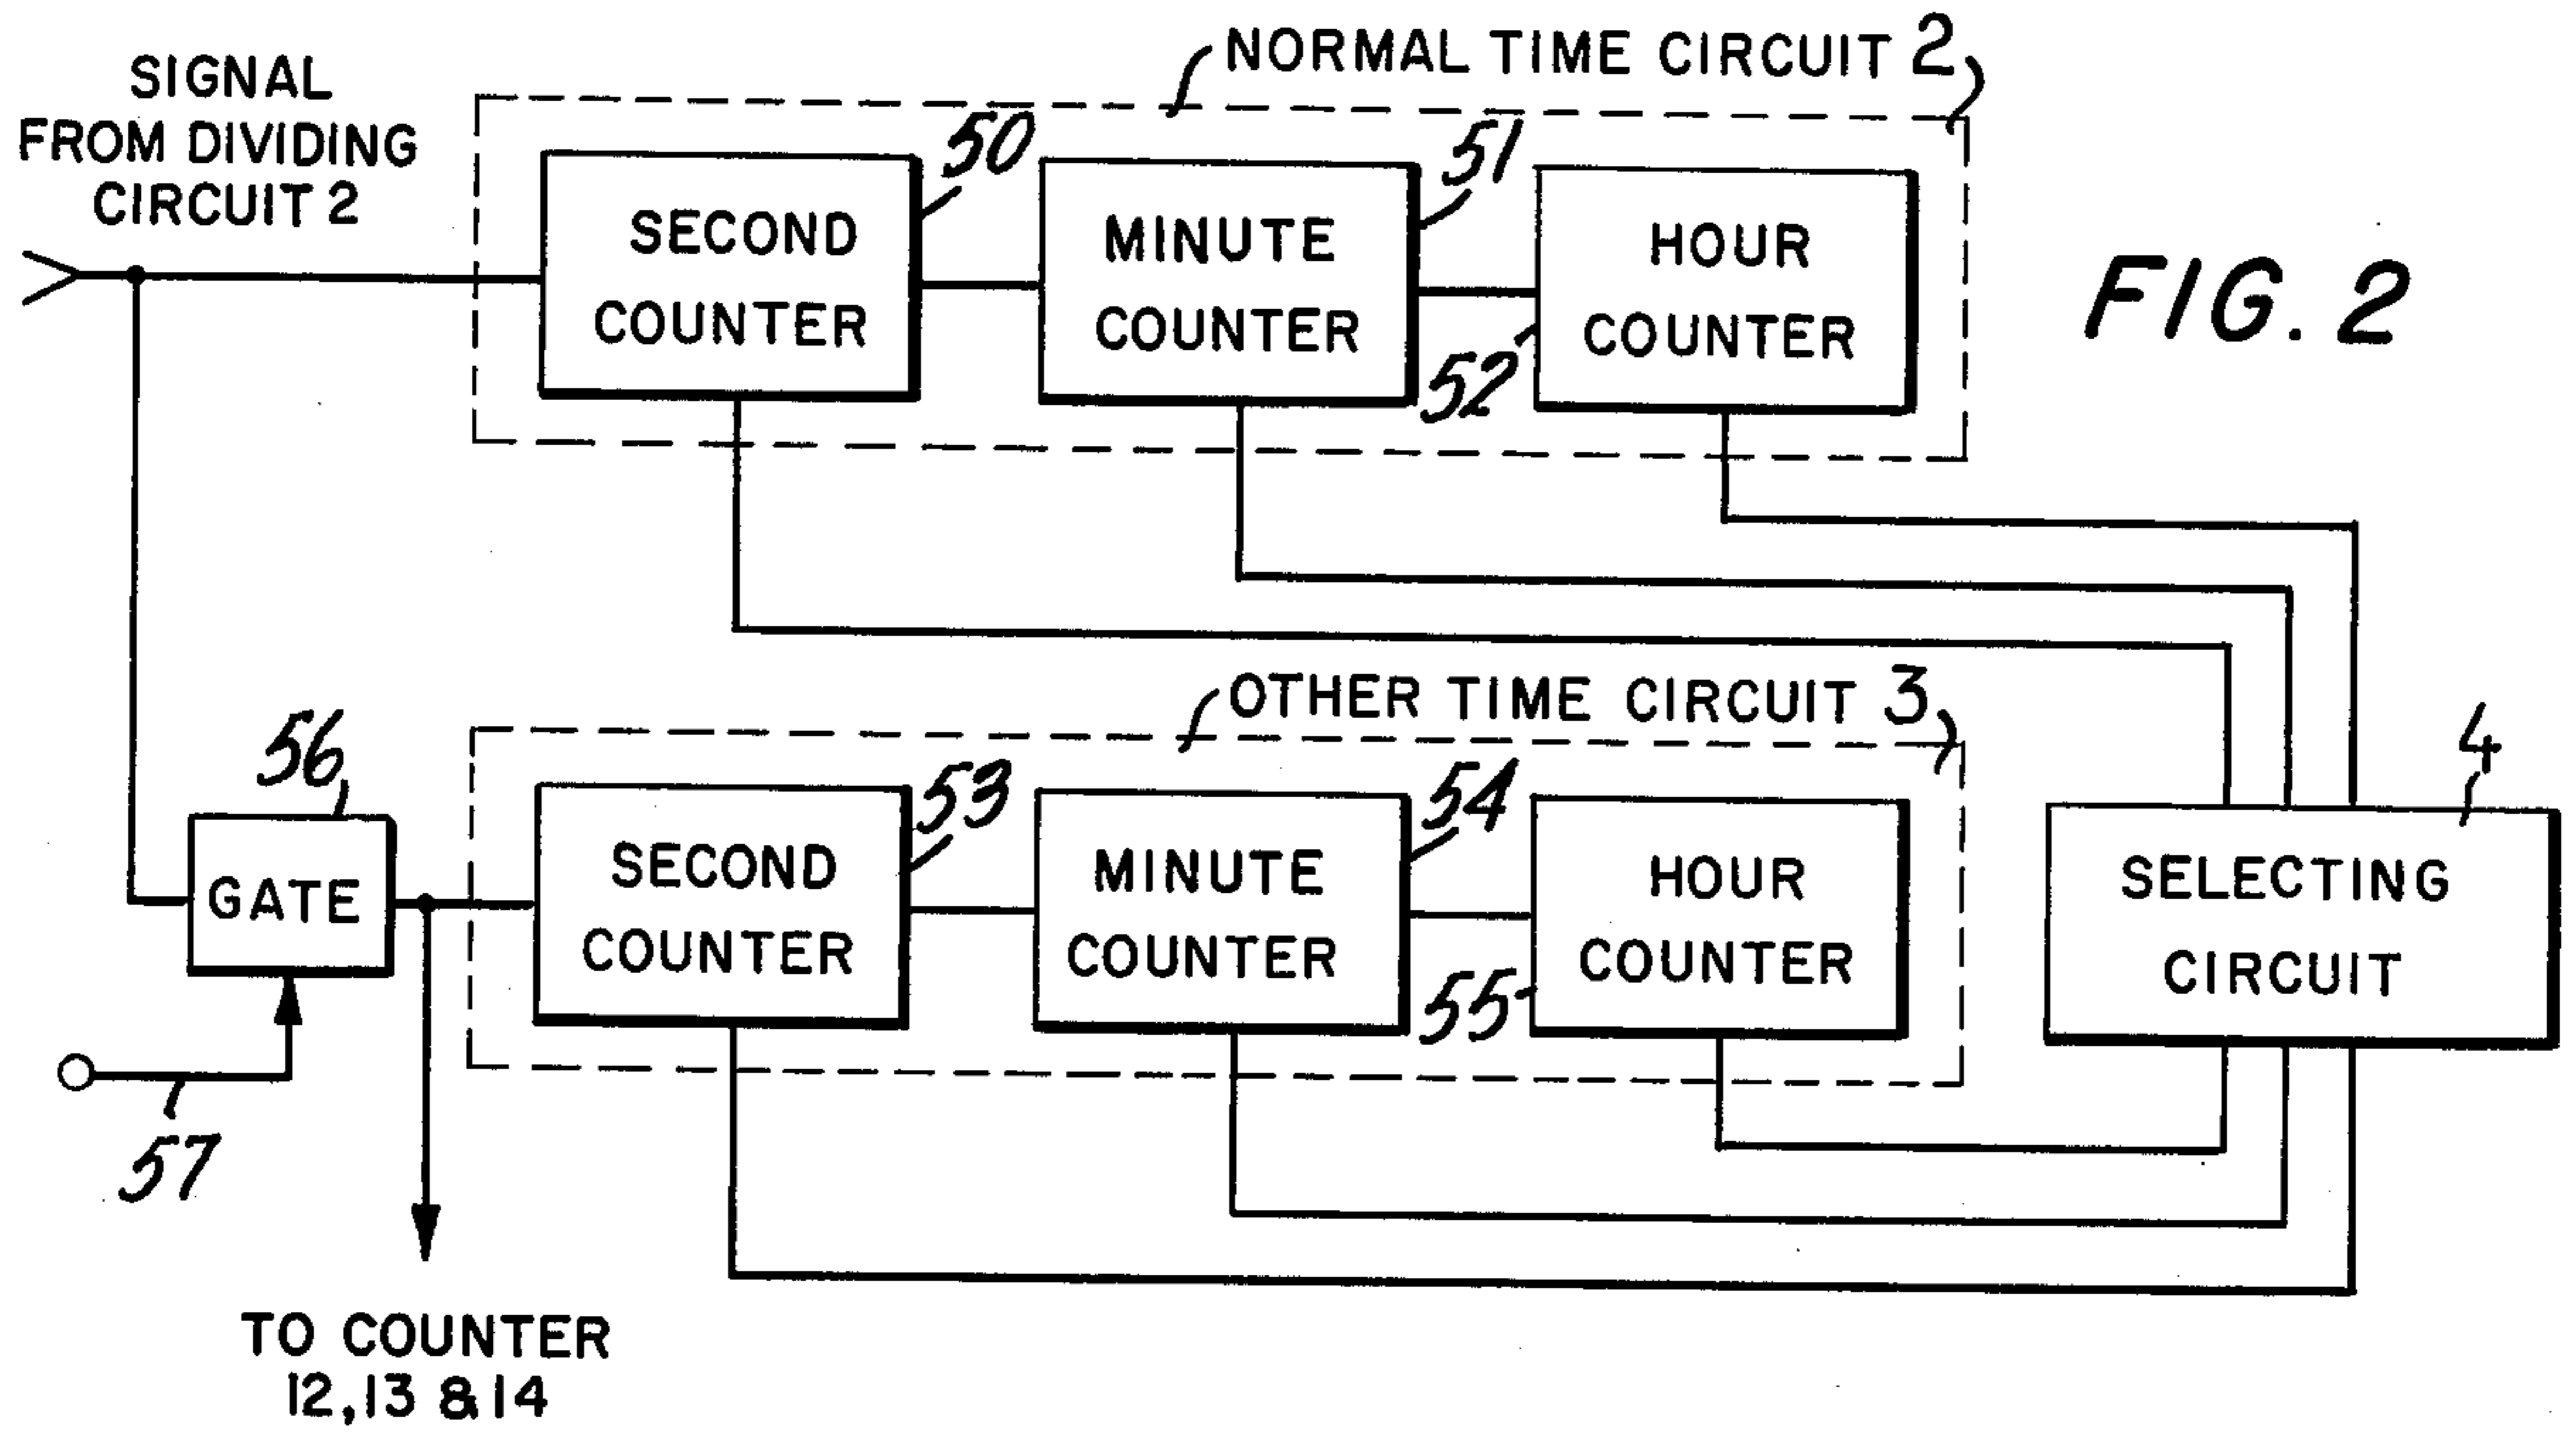 NORMAL TIME CIRCUIT 2
SIGNAL
FROM DIVIDING
CIRCUIT 2
50
51
SECOND
COUNTER
MINUTE
COUNTER
HOUR
COUNTER
52
FIG. 2
OTHER TIME CIRCUIT 3
56
53
54
4
GATE
SECOND
COUNTER
MINUTE
COUNTER
55
HOUR
COUNTER
SELECTING
CIRCUIT
57
TO COUNTER
12,13 &14